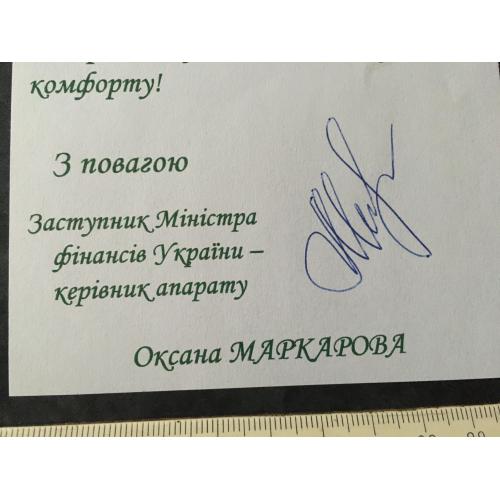 комфорту!
З повагою
Заступник Міністра
фінансів України –
керівник апарату
Оксана МАРКАРОВА